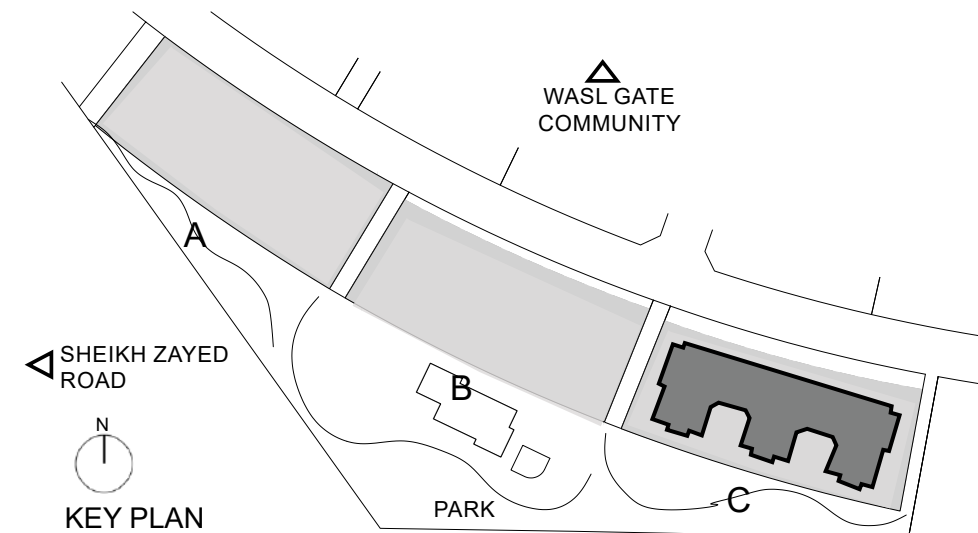 WASL GATE
COMMUNITY
A
SHEIKH ZAYED
ROAD
B
N
C
PARK
KEY PLAN